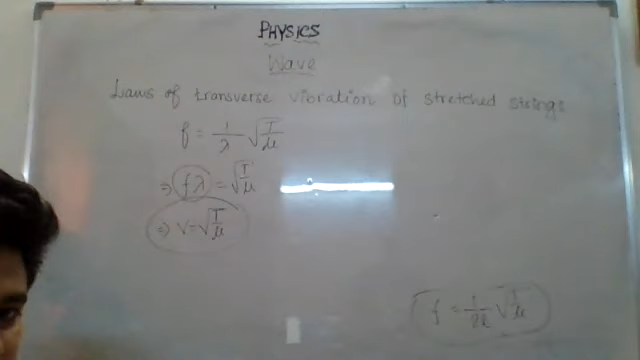 PHYSICS
Wave
Laws of transverse vibration of stretched strings
f = 1/λ √T/μ
⇒ fλ = √T/μ
⇒ v = √T/μ
f = 1/2l √T/μ